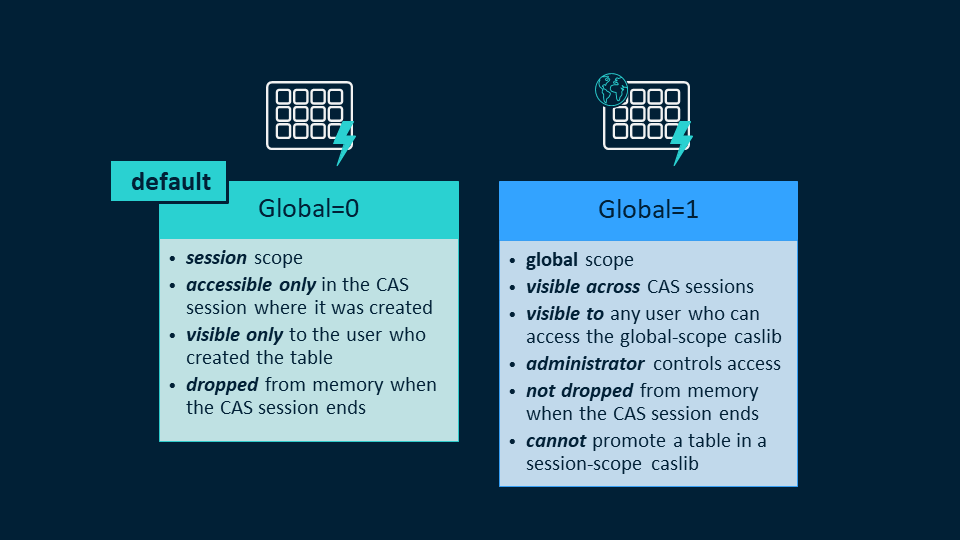 default
Global=0
• session scope
• accessible only in the CAS
session where it was created
• visible only to the user who
created the table
• dropped from memory when
the CAS session ends
Global=1
• global scope
• visible across CAS sessions
• visible to any user who can
access the global-scope caslib
• administrator controls access
• not dropped from memory
when the CAS session ends
• cannot promote a table in a
session-scope caslib